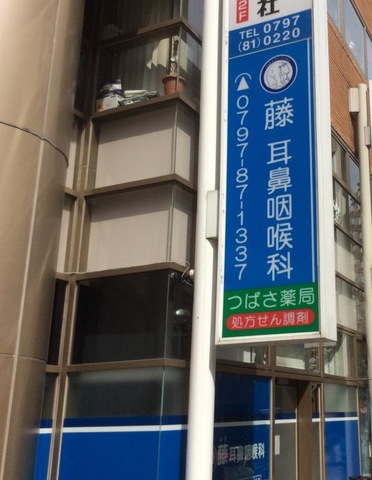 2F
社
TEL 0797
(81)0220
藤 耳鼻咽喉科
0797-87-1337
つばさ薬局
処方せん調剤
藤 耳鼻咽喉科